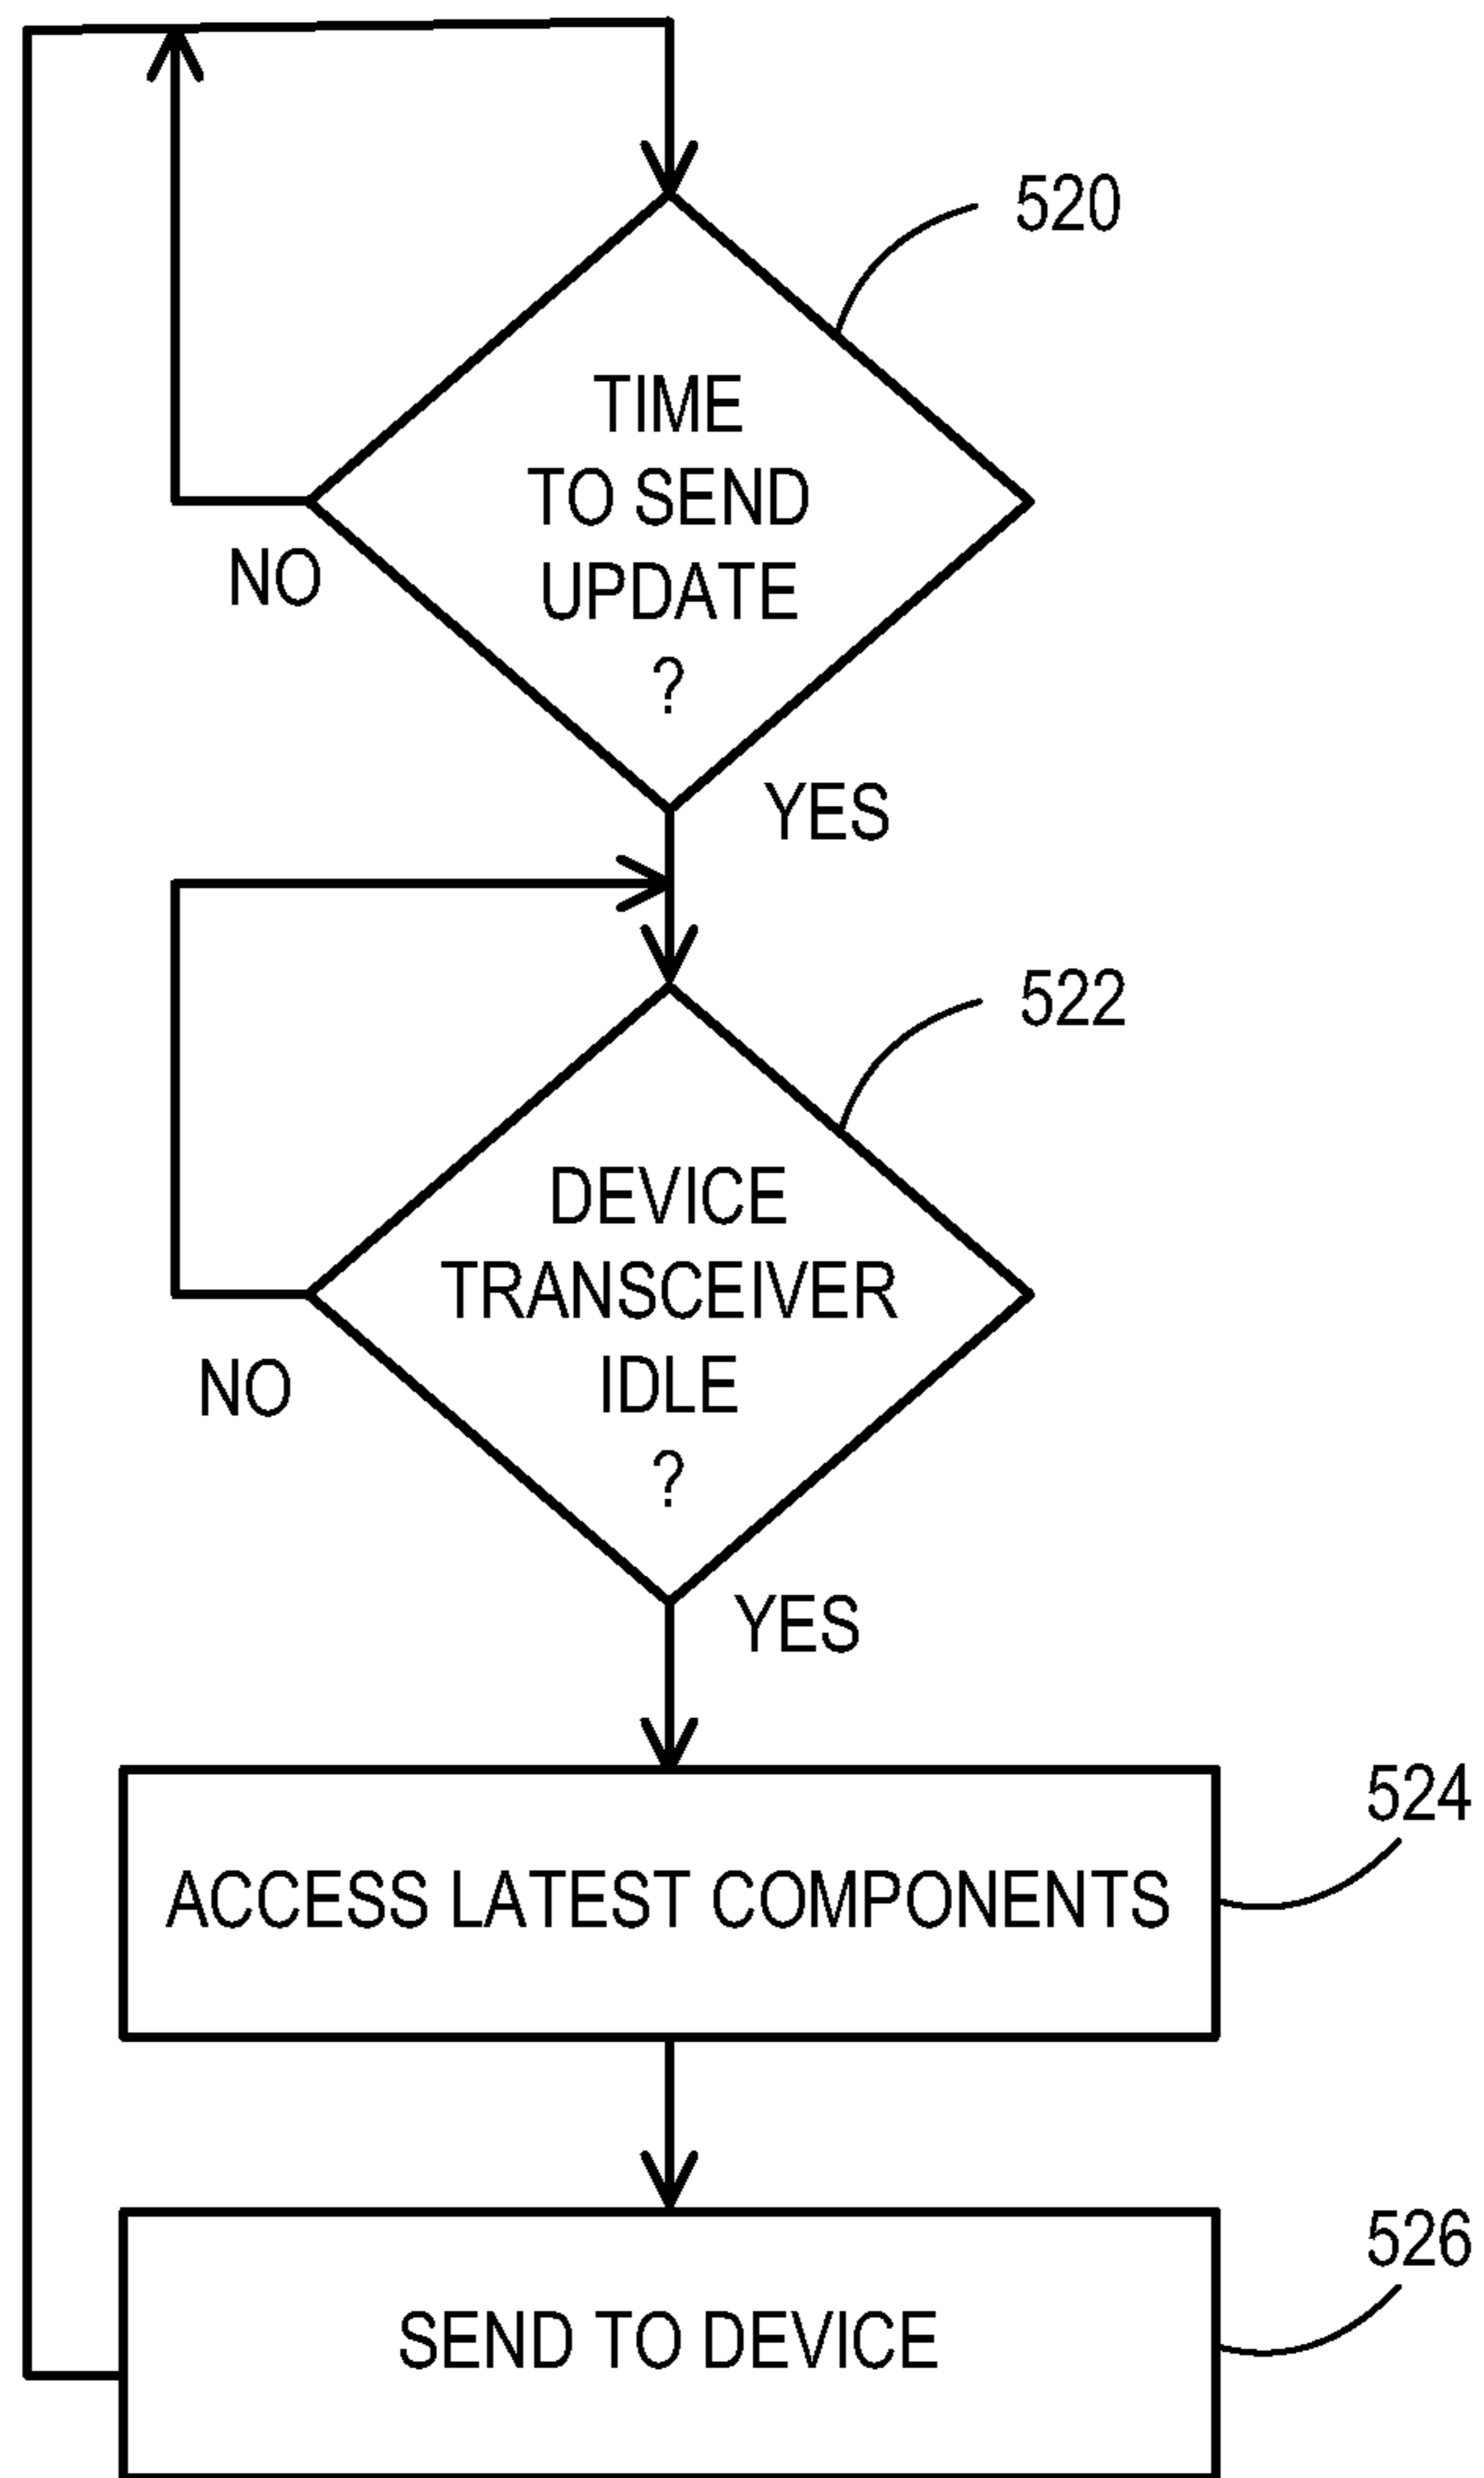 520
TIME
TO SEND
UPDATE
?
NO
YES
522
DEVICE
TRANSCEIVER
IDLE
?
NO
YES
524
ACCESS LATEST COMPONENTS
526
SEND TO DEVICE